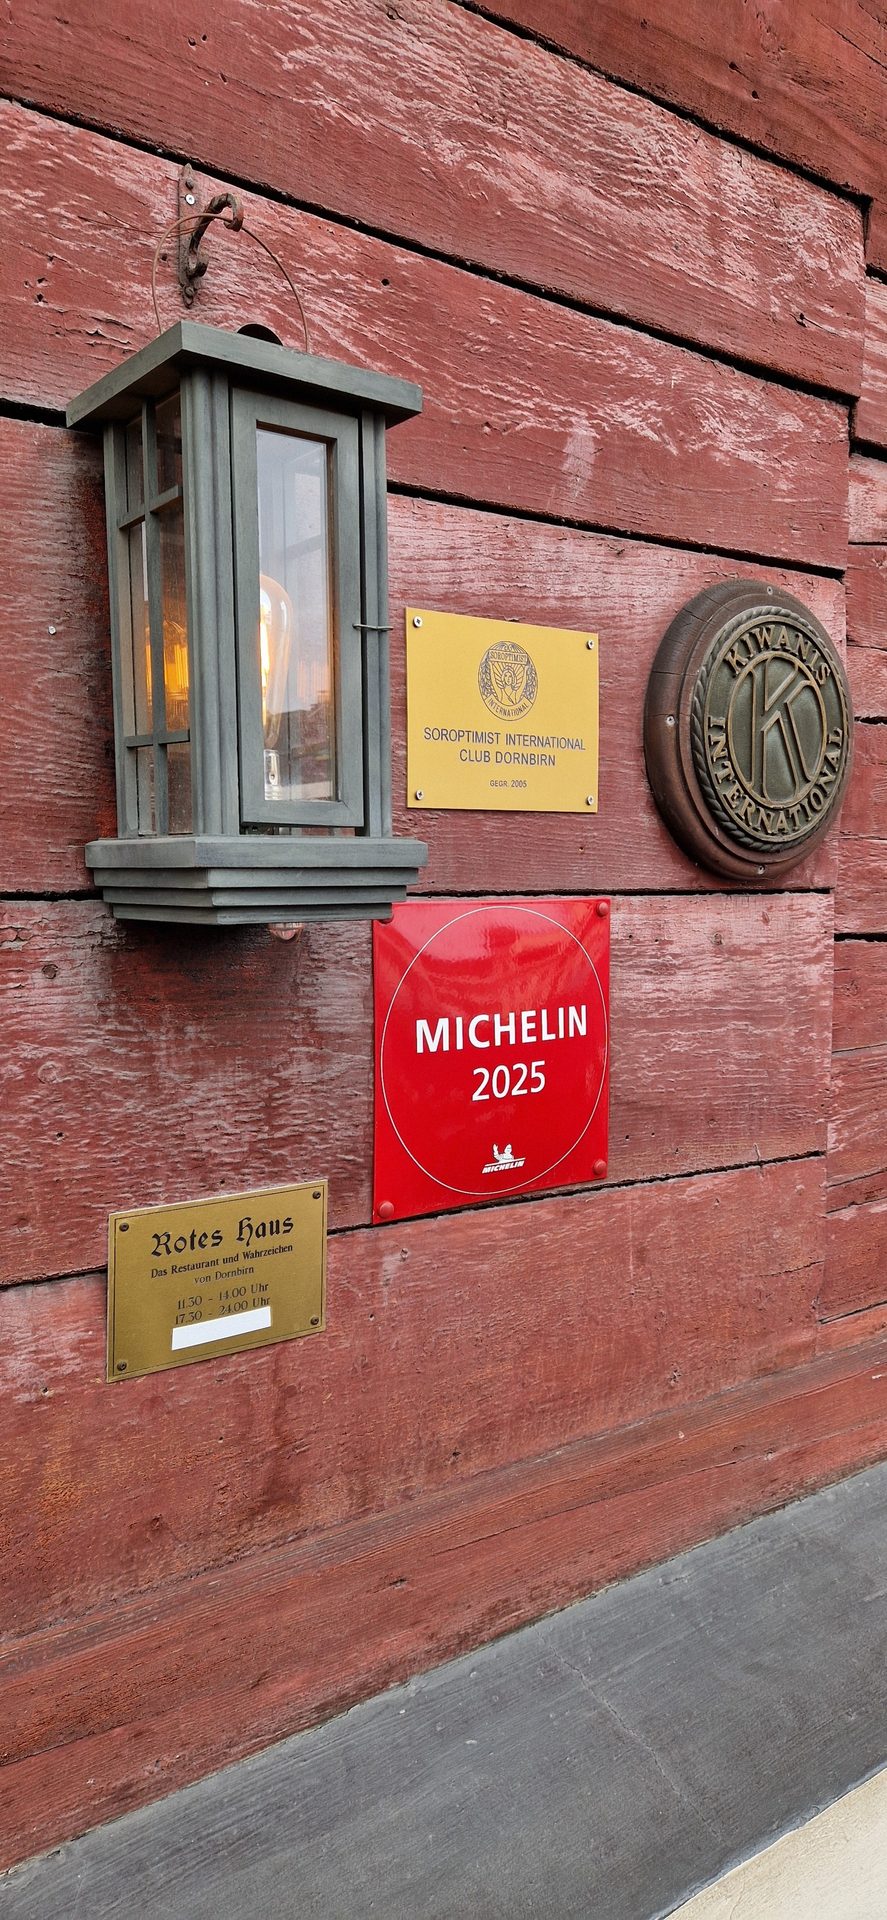 SOROPTIMIST
INTERNATIONAL
SOROPTIMIST INTERNATIONAL
CLUB DORNBIRN
GEGR. 2005
KIWANIS
K
INTERNATIONAL
MICHELIN
2025
MICHELIN
Rotes Haus
Das Restaurant und Wahrzeichen
von Dornbirn
11.30 - 14.00 Uhr
17.30 - 24.00 Uhr